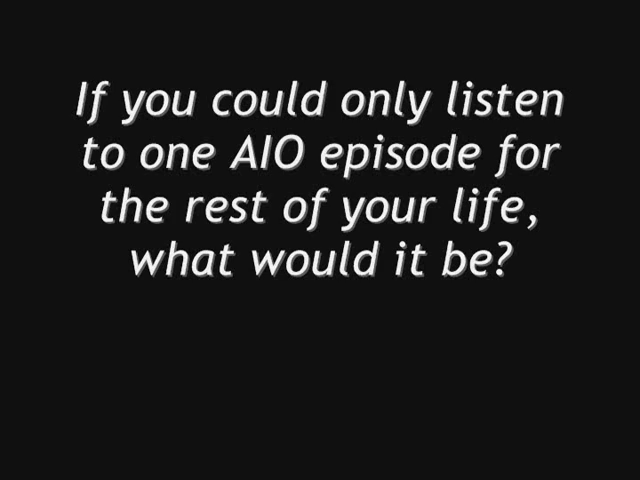 If you could only listen
to one AIO episode for
the rest of your life,
what would it be?